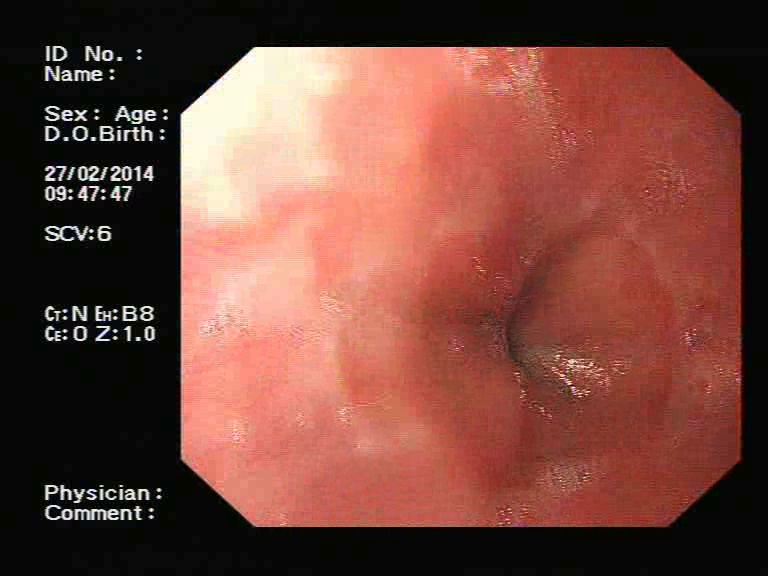 ID No. :
Name :
Sex : Age :
D.O.Birth :
27/02/2014
09:47:47
SCV:6
CT:N EH:B8
CE:0 Z:1.0
Physician :
Comment :